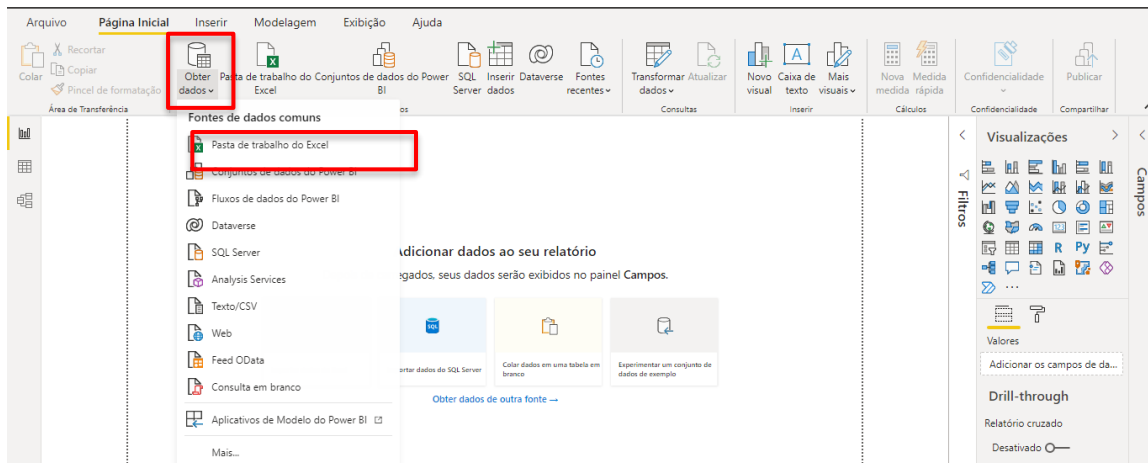 Arquivo Página Inicial Inserir Modelagem Exibição Ajuda
Colar
Recortar
Copiar
Pincel de formatação
Área de Transferência
Obter dados
Pasta de trabalho do Excel
Conjuntos de dados do Power BI
SQL Server
Inserir dados
Dataverse
Fontes recentes
Transformar dados
Atualizar
Consultas
Novo visual
Caixa de texto
Mais visuais
Inserir
Nova medida
Medida rápida
Cálculos
Confidencialidade
Confidencialidade
Publicar
Compartilhar
Fontes de dados comuns
Pasta de trabalho do Excel
Conjuntos de dados do Power BI
Fluxos de dados do Power BI
Dataverse
SQL Server
Analysis Services
Texto/CSV
Web
Feed OData
Consulta em branco
Aplicativos de Modelo do Power BI
Mais...
Adicionar dados ao seu relatório
seus dados serão exibidos no painel Campos.
SQL
dados do SQL Server
Colar dados em uma tabela em
branco
Experimentar um conjunto de
dados de exemplo
Obter dados de outra fonte →
Filtros
Visualizações
R Py
123
...
Valores
Adicionar os campos de da...
Drill-through
Relatório cruzado
Desativado
Campos